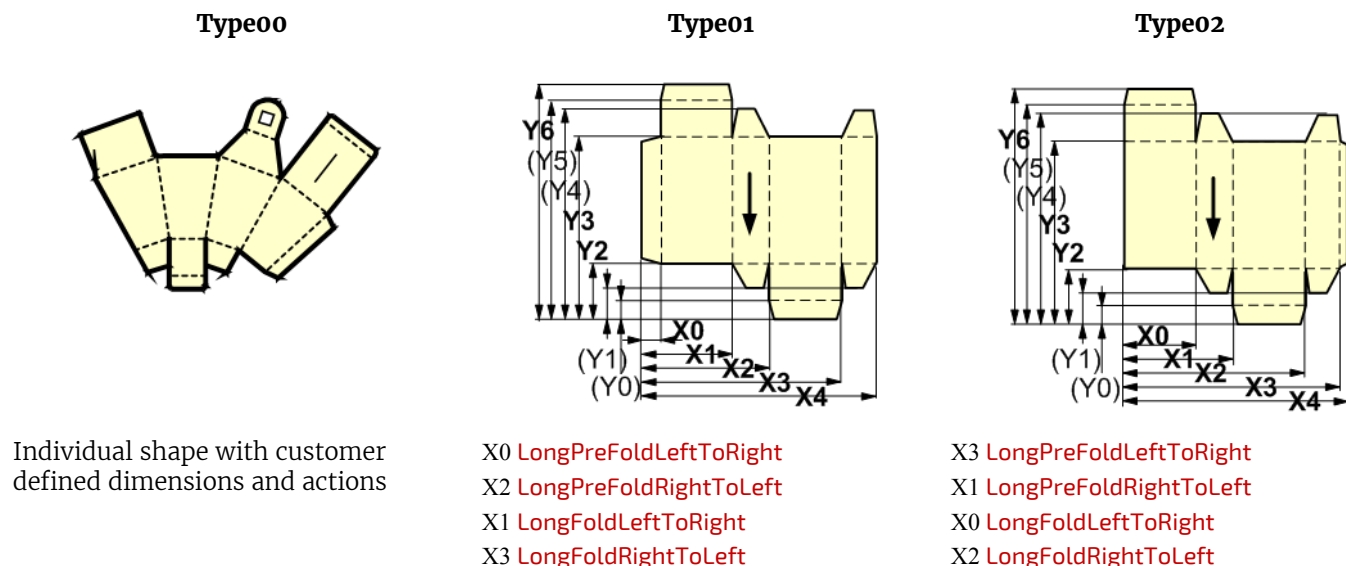 Type00
Type01
Type02
Y6
(Y5)
(Y4)
Y3
Y2
X0
(Y1)
X1
X2
(Y0)
X3
X4
Y6
(Y5)
(Y4)
Y3
Y2
X0
(Y1)
X1
X2
(Y0)
X3
X4
Individual shape with customer
defined dimensions and actions
X0 LongPreFoldLeftToRight
X2 LongPreFoldRightToLeft
X1 LongFoldLeftToRight
X3 LongFoldRightToLeft
X3 LongPreFoldLeftToRight
X1 LongPreFoldRightToLeft
X0 LongFoldLeftToRight
X2 LongFoldRightToLeft